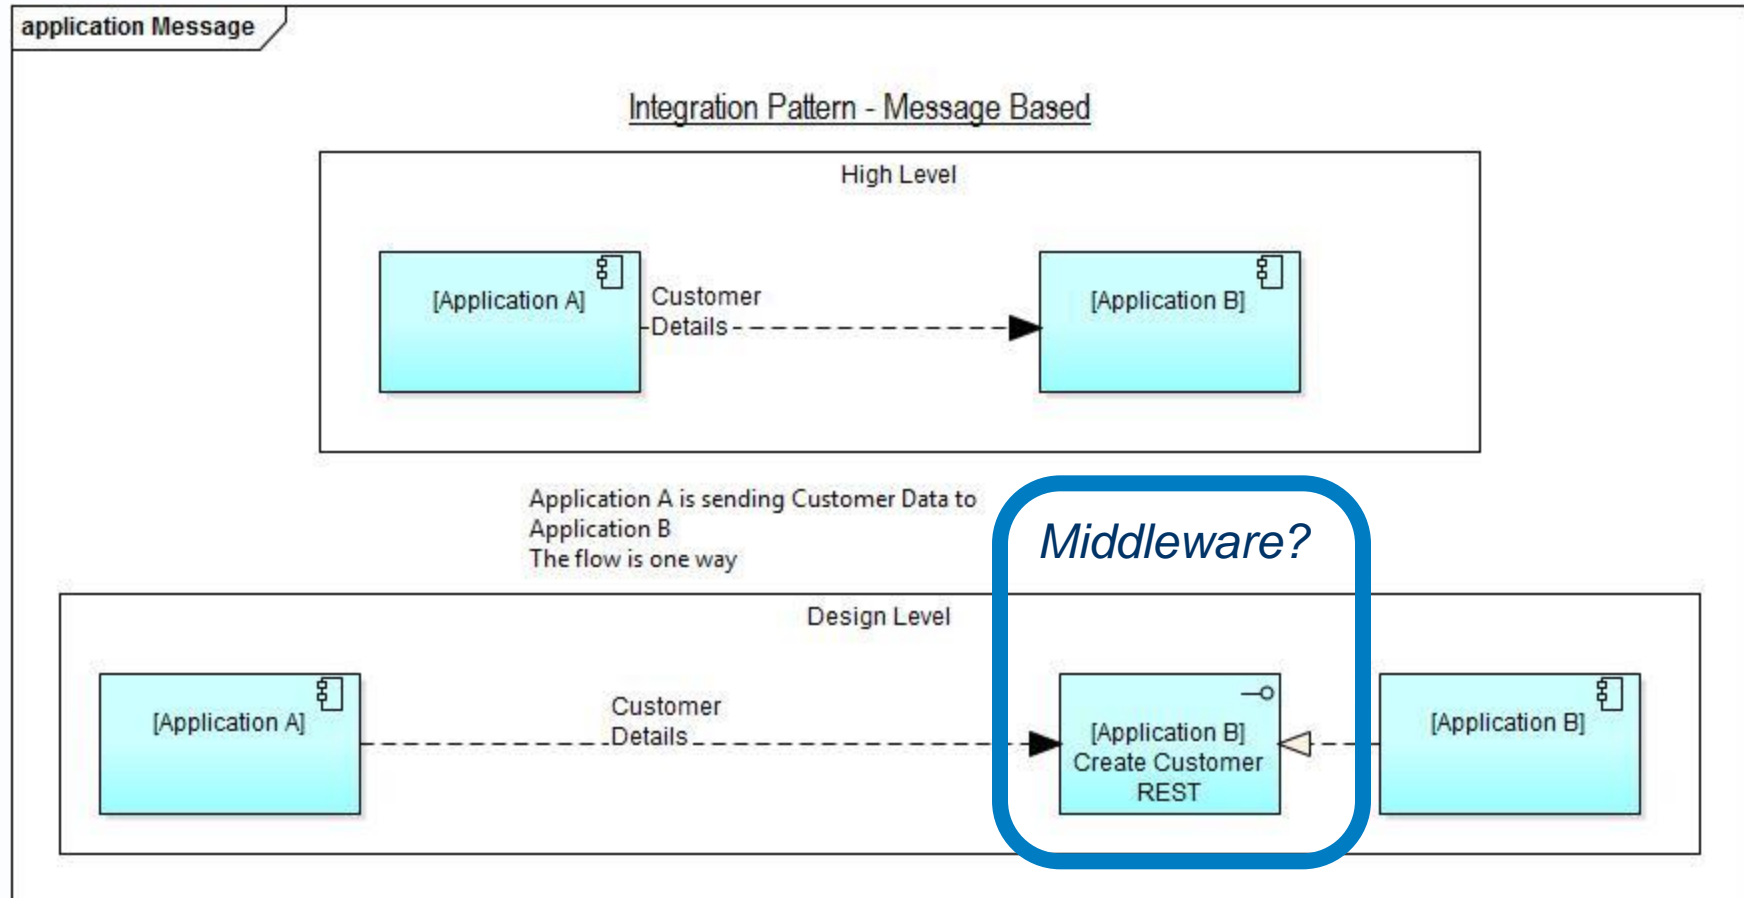 application Message
Integration Pattern - Message Based
High Level
[Application A]
Customer
Details
[Application B]
Application A is sending Customer Data to
Application B
The flow is one way
Middleware?
Design Level
[Application A]
Customer
Details
[Application B]
Create Customer
REST
[Application B]